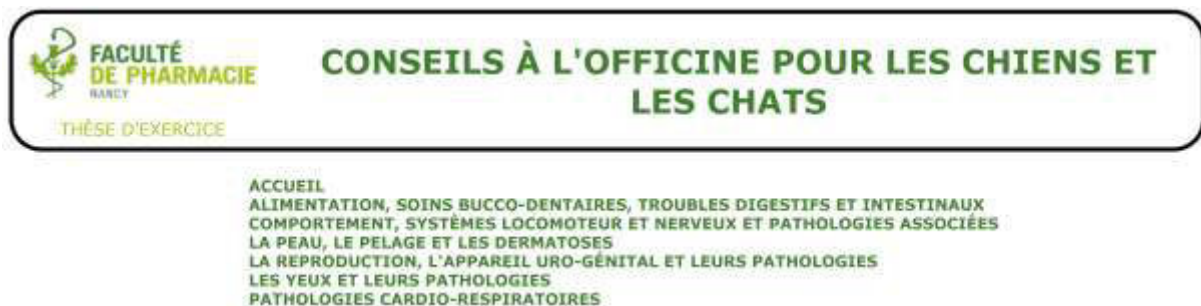 FACULTÉ
DE PHARMACIE
NANCY
THÈSE D'EXERCICE
CONSEILS À L'OFFICINE POUR LES CHIENS ET
LES CHATS
ACCUEIL
ALIMENTATION, SOINS BUCCO-DENTAIRES, TROUBLES DIGESTIFS ET INTESTINAUX
COMPORTEMENT, SYSTÈMES LOCOMOTEUR ET NERVEUX ET PATHOLOGIES ASSOCIÉES
LA PEAU, LE PELAGE ET LES DERMATOSES
LA REPRODUCTION, L'APPAREIL URO-GÉNITAL ET LEURS PATHOLOGIES
LES YEUX ET LEURS PATHOLOGIES
PATHOLOGIES CARDIO-RESPIRATOIRES